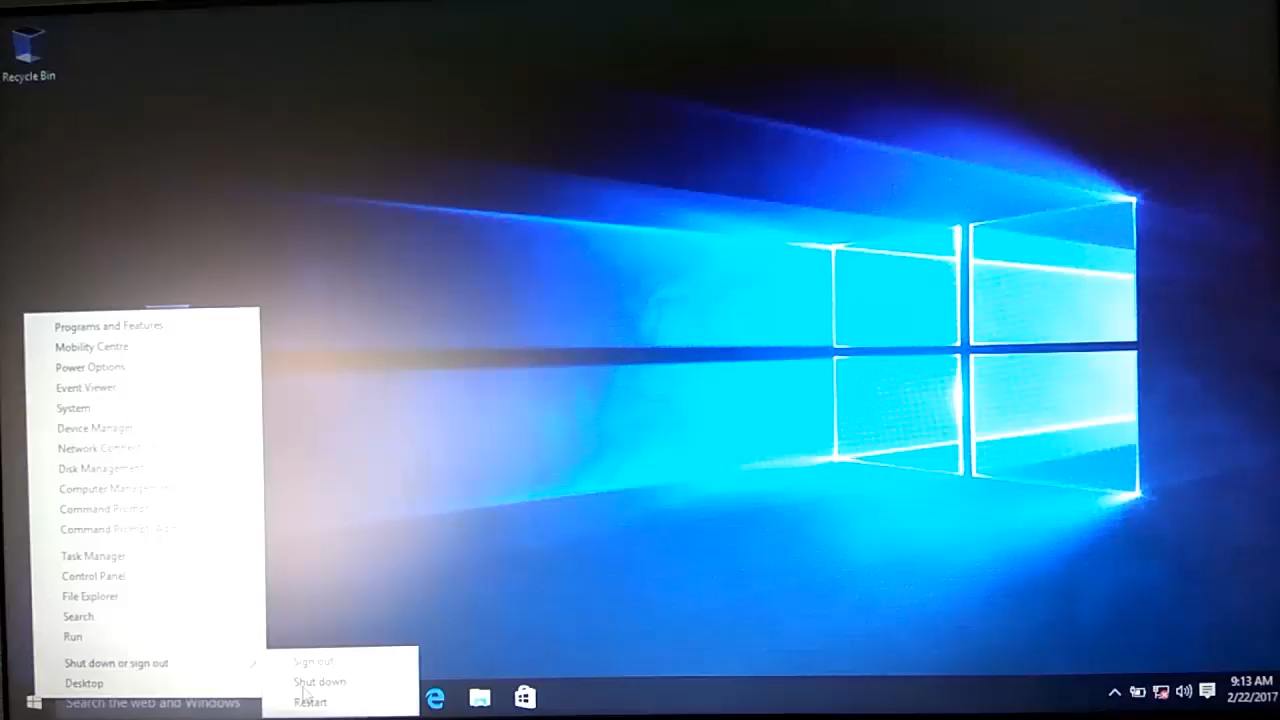 Recycle Bin
Programs and Features
Mobility Centre
Power Options
Event Viewer
System
Device Manager
Network Connect
Disk Management
Computer Management
Command Prompt
Command Prompt
Task Manager
Control Panel
File Explorer
Search
Run
Shut down or sign out
Desktop
Sign out
Shut down
Restart
Search the web and Windows
9:13 AM
2/22/2017